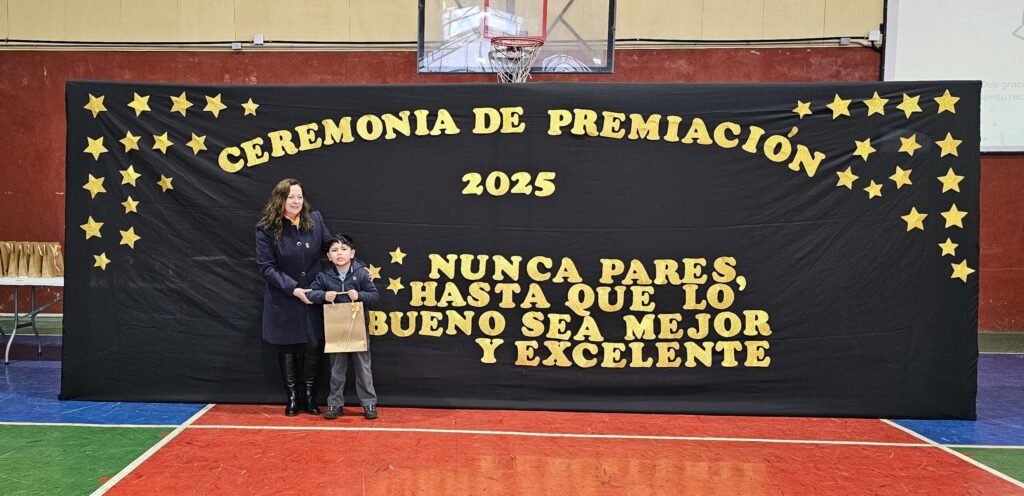 CEREMONIA DE PREMIACIÓN
2025
NUNCA PARES,
HASTA QUE LO
BUENO SEA MEJOR
Y EXCELENTE